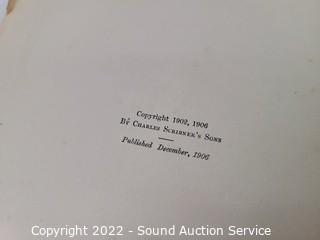 Copyright 1902, 1906
By Charles Scribner's Sons
Published December, 1906
Copyright 2022 - Sound Auction Service